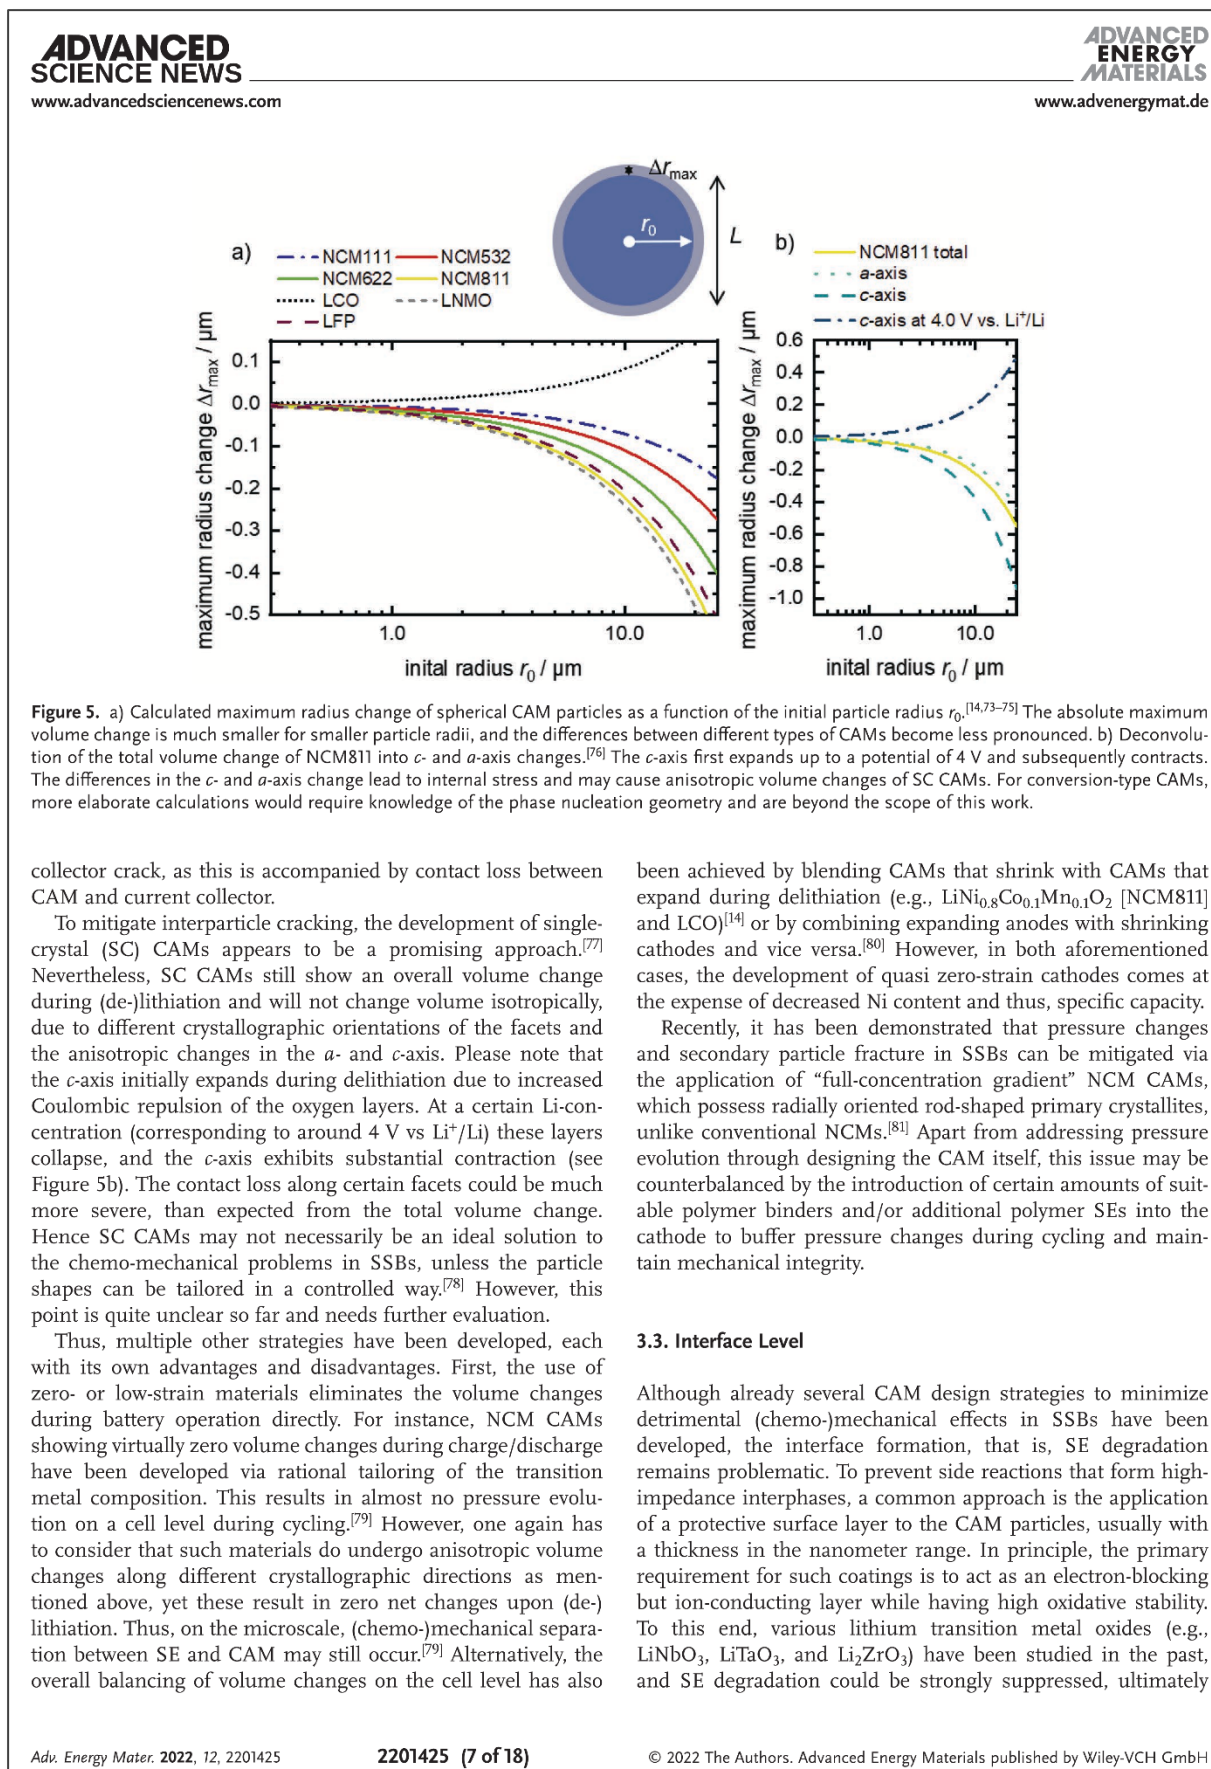 ADVANCED
SCIENCE NEWS
www.advancedsciencenews.com
ADVANCED
ENERGY
MATERIALS
www.advenergymat.de
Δr_max
r_0
L
a)
NCM111
NCM532
NCM622
NCM811
LCO
LNMO
LFP
maximum radius change Δr_max / µm
0.1
0.0
-0.1
-0.2
-0.3
-0.4
-0.5
1.0
10.0
inital radius r_0 / µm
b)
NCM811 total
a-axis
c-axis
c-axis at 4.0 V vs. Li⁺/Li
maximum radius change Δr_max / µm
0.6
0.4
0.2
0.0
-0.2
-0.4
-0.6
-0.8
-1.0
1.0
10.0
inital radius r_0 / µm
Figure 5. a) Calculated maximum radius change of spherical CAM particles as a function of the initial particle radius r₀.[14,73–75] The absolute maximum
volume change is much smaller for smaller particle radii, and the differences between different types of CAMs become less pronounced. b) Deconvolu-
tion of the total volume change of NCM811 into c- and a-axis changes.[76] The c-axis first expands up to a potential of 4 V and subsequently contracts.
The differences in the c- and a-axis change lead to internal stress and may cause anisotropic volume changes of SC CAMs. For conversion-type CAMs,
more elaborate calculations would require knowledge of the phase nucleation geometry and are beyond the scope of this work.
collector crack, as this is accompanied by contact loss between
CAM and current collector.
To mitigate interparticle cracking, the development of single-
crystal (SC) CAMs appears to be a promising approach.[77]
Nevertheless, SC CAMs still show an overall volume change
during (de-)lithiation and will not change volume isotropically,
due to different crystallographic orientations of the facets and
the anisotropic changes in the a- and c-axis. Please note that
the c-axis initially expands during delithiation due to increased
Coulombic repulsion of the oxygen layers. At a certain Li-con-
centration (corresponding to around 4 V vs Li⁺/Li) these layers
collapse, and the c-axis exhibits substantial contraction (see
Figure 5b). The contact loss along certain facets could be much
more severe, than expected from the total volume change.
Hence SC CAMs may not necessarily be an ideal solution to
the chemo-mechanical problems in SSBs, unless the particle
shapes can be tailored in a controlled way.[78] However, this
point is quite unclear so far and needs further evaluation.
Thus, multiple other strategies have been developed, each
with its own advantages and disadvantages. First, the use of
zero- or low-strain materials eliminates the volume changes
during battery operation directly. For instance, NCM CAMs
showing virtually zero volume changes during charge/discharge
have been developed via rational tailoring of the transition
metal composition. This results in almost no pressure evolu-
tion on a cell level during cycling.[79] However, one again has
to consider that such materials do undergo anisotropic volume
changes along different crystallographic directions as men-
tioned above, yet these result in zero net changes upon (de-)
lithiation. Thus, on the microscale, (chemo-)mechanical separa-
tion between SE and CAM may still occur.[79] Alternatively, the
overall balancing of volume changes on the cell level has also
been achieved by blending CAMs that shrink with CAMs that
expand during delithiation (e.g., LiNi₀.₈Co₀.₁Mn₀.₁O₂ [NCM811]
and LCO)[14] or by combining expanding anodes with shrinking
cathodes and vice versa.[80] However, in both aforementioned
cases, the development of quasi zero-strain cathodes comes at
the expense of decreased Ni content and thus, specific capacity.
Recently, it has been demonstrated that pressure changes
and secondary particle fracture in SSBs can be mitigated via
the application of “full-concentration gradient” NCM CAMs,
which possess radially oriented rod-shaped primary crystallites,
unlike conventional NCMs.[81] Apart from addressing pressure
evolution through designing the CAM itself, this issue may be
counterbalanced by the introduction of certain amounts of suit-
able polymer binders and/or additional polymer SEs into the
cathode to buffer pressure changes during cycling and main-
tain mechanical integrity.
3.3. Interface Level
Although already several CAM design strategies to minimize
detrimental (chemo-)mechanical effects in SSBs have been
developed, the interface formation, that is, SE degradation
remains problematic. To prevent side reactions that form high-
impedance interphases, a common approach is the application
of a protective surface layer to the CAM particles, usually with
a thickness in the nanometer range. In principle, the primary
requirement for such coatings is to act as an electron-blocking
but ion-conducting layer while having high oxidative stability.
To this end, various lithium transition metal oxides (e.g.,
LiNbO₃, LiTaO₃, and Li₂ZrO₃) have been studied in the past,
and SE degradation could be strongly suppressed, ultimately
Adv. Energy Mater. 2022, 12, 2201425
2201425 (7 of 18)
© 2022 The Authors. Advanced Energy Materials published by Wiley-VCH GmbH